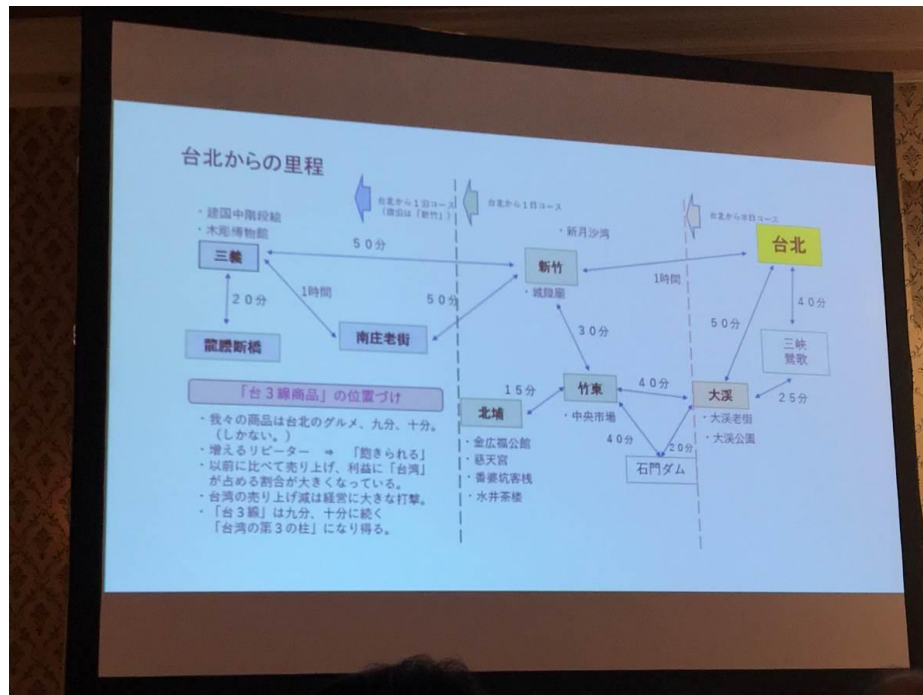 台北からの里程
台北から１泊コース
（宿泊は「新竹」）
台北から１日コース
台北から半日コース
・建国中階段絵
・木彫博物館
・新月沙湾
三義
50分
新竹
・城隍廟
1時間
台北
20分
1時間
50分
30分
50分
40分
龍騰断橋
南庄老街
三峡
鶯歌
25分
「台３線商品」の位置づけ
・我々の商品は台北のグルメ、九分、十分。
（しかない。）
・増えるリピーター ⇒ 「飽きられる」
・以前に比べて売り上げ、利益に「台湾」
が占める割合が大きくなっている。
・台湾の売り上げ減は経営に大きな打撃。
・「台３線」は九分、十分に続く
「台湾の第３の柱」になり得る。
15分
北埔
・金広福公館
・慈天宮
・番婆坑客栈
・水井茶楼
竹東
・中央市場
40分
大渓
・大渓老街
・大渓公園
40分
20分
石門ダム